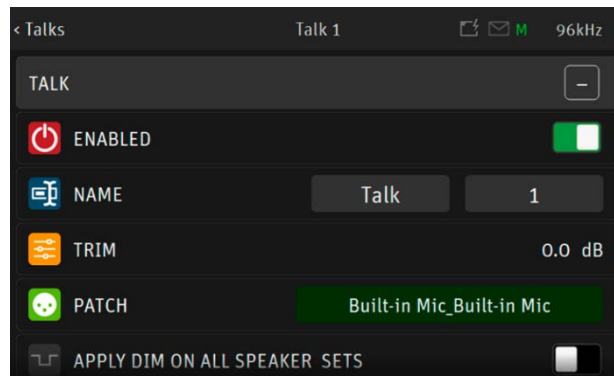 < Talks Talk 1 M 96kHz
TALK –
ENABLED
NAME Talk 1
TRIM 0.0 dB
PATCH Built-in Mic_Built-in Mic
APPLY DIM ON ALL SPEAKER SETS